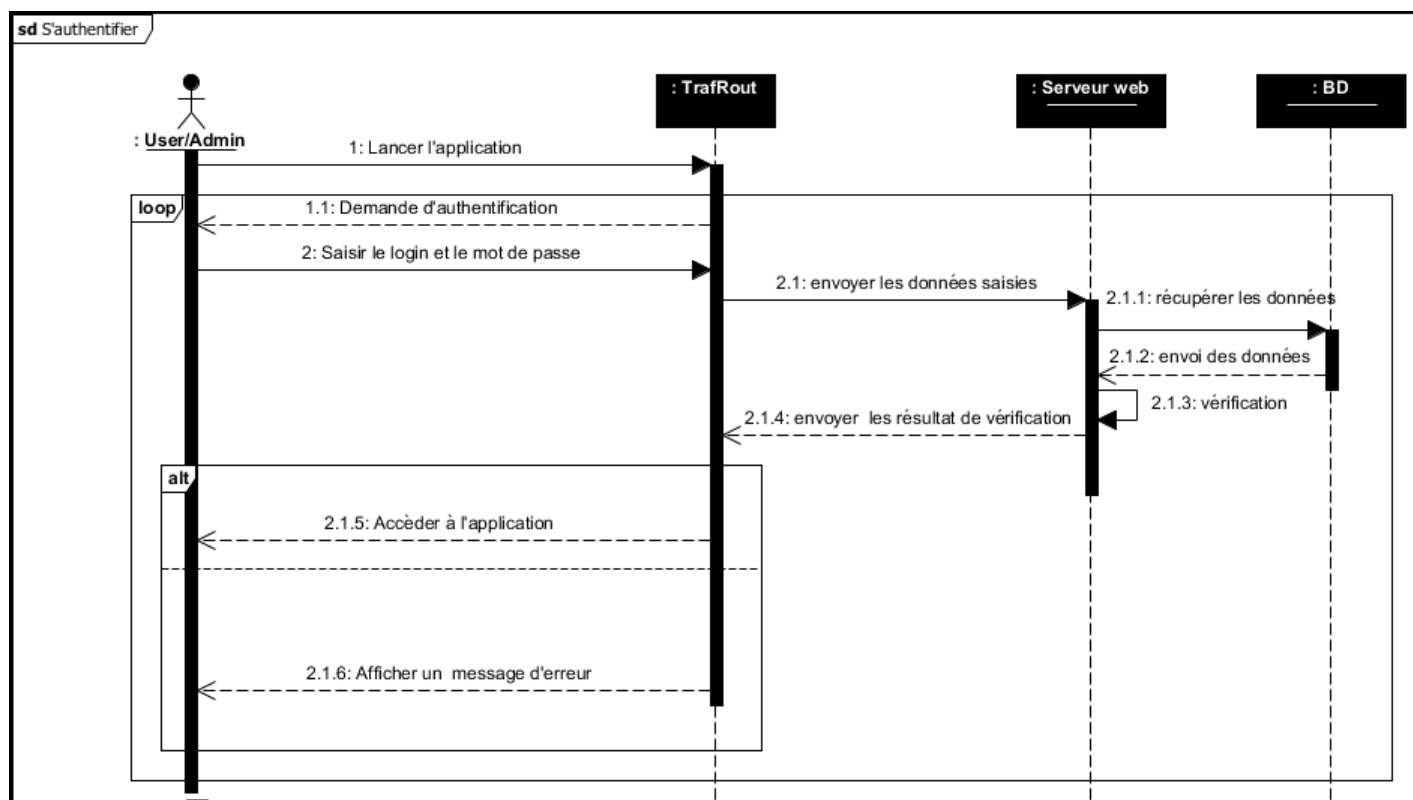 sd S'authentifier
: User/Admin
: TrafRout
: Serveur web
: BD
1: Lancer l'application
loop
1.1: Demande d'authentification
2: Saisir le login et le mot de passe
2.1: envoyer les données saisies
2.1.1: récupérer les données
2.1.2: envoi des données
2.1.3: vérification
2.1.4: envoyer les résultat de vérification
alt
2.1.5: Accèder à l'application
2.1.6: Afficher un message d'erreur